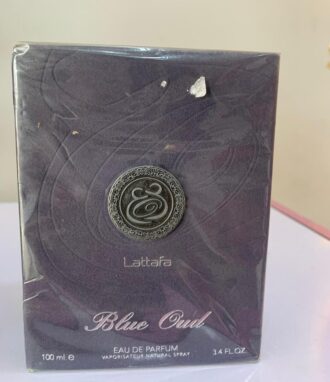 Lattafa
Blue Oud
EAU DE PARFUM
VAPORISATEUR NATURAL SPRAY
100 ml. e
3.4 FL.OZ.